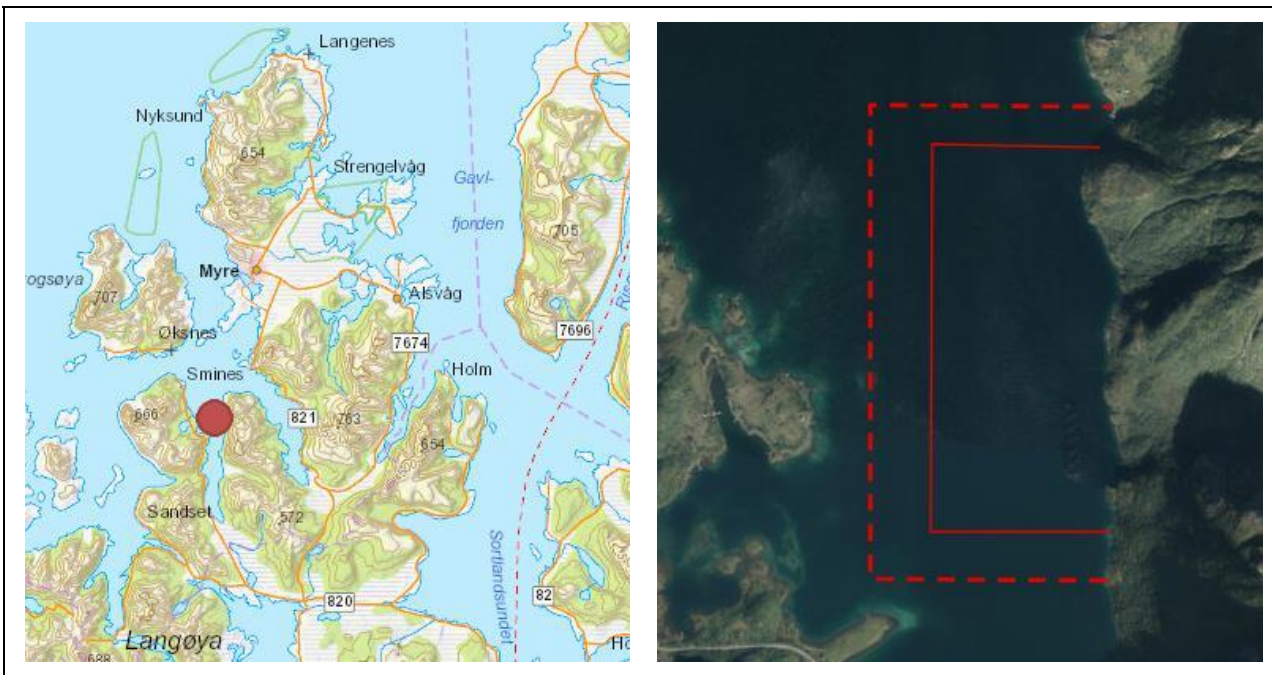 Langenes
Nyksund
654
Strengelvåg
Gavl-
fjorden
705
Myre
ogsøya
707
Alsvåg
Øksnes
7674
7696
Smines
Holm
666
821
763
654
Sandset
572
Sortlandsundet
820
82
Langøya
688